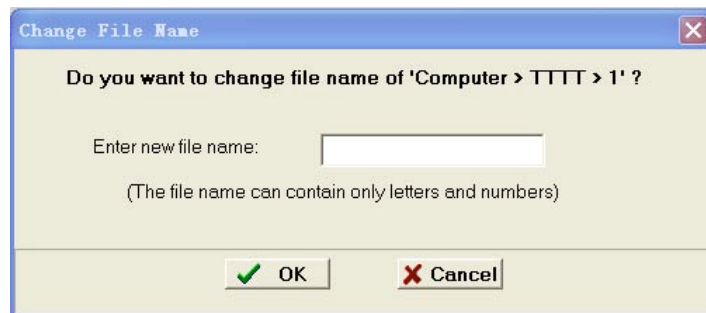 Change File Name
Do you want to change file name of 'Computer > TTTT > 1' ?
Enter new file name:
(The file name can contain only letters and numbers)
OK
Cancel